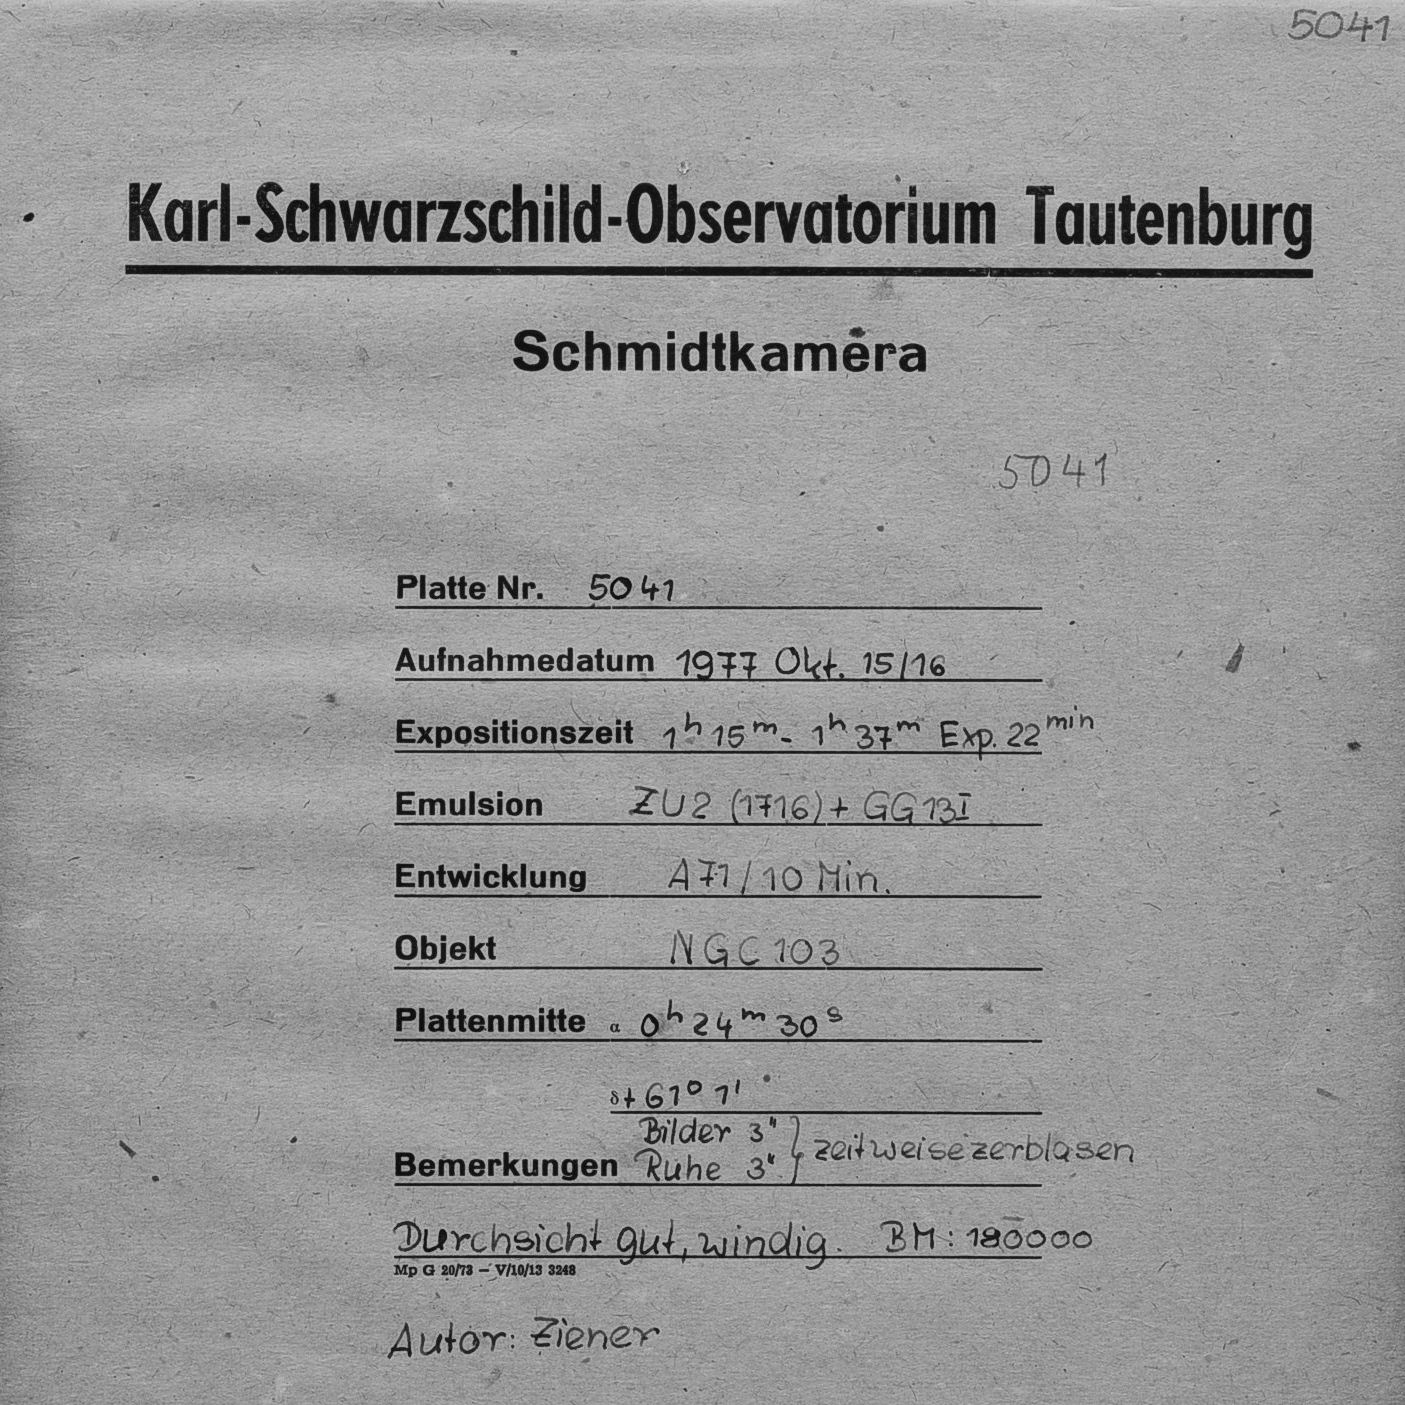 5041
Karl-Schwarzschild-Observatorium Tautenburg
Schmidtkamera
5041
Platte Nr. 5041
Aufnahmedatum 1977 Okt. 15/16
Expositionszeit 1h 15m - 1h 37m Exp. 22min
Emulsion ZU2 (1716) + GG13I
Entwicklung A71/10 Min.
Objekt NGC 103
Plattenmitte α 0h 24m 30s
δ + 61° 1'
Bilder 3" } zeitweise zerblasen
Bemerkungen Ruhe 3"
Durchsicht gut, windig. BM: 180000
Mp G 20/73 — V/10/13 3248
Autor: Ziener